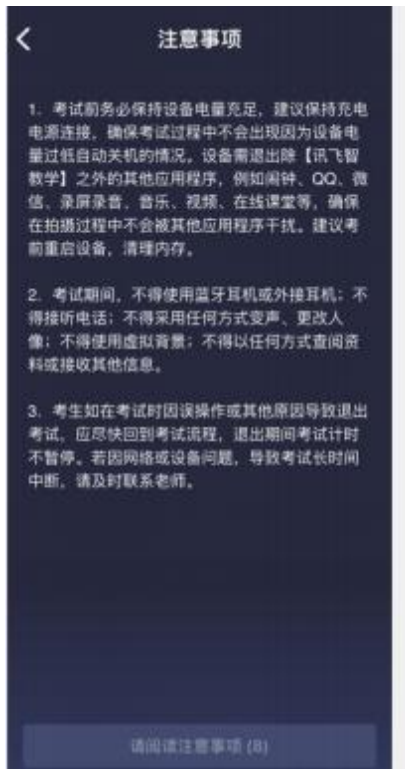 注意事项
1. 考试前务必保持设备电量充足，建议保持充电
电源连接，确保考试过程中不会出现因为设备电
量过低自动关机的情况。设备需退出除【讯飞智
教学】之外的其他应用程序，例如闹钟、QQ、微
信、录屏录音、音乐、视频、在线课堂等，确保
在拍摄过程中不会被其他应用程序干扰。建议考
前重启设备，清理内存。
2. 考试期间，不得使用蓝牙耳机或外接耳机；不
得接听电话；不得采用任何方式变声、更改人
像；不得使用虚拟背景；不得以任何方式查阅资
料或接收其他信息。
3. 考生如在考试时因误操作或其他原因导致退出
考试，应尽快回到考试流程，退出期间考试计时
不暂停。若因网络或设备问题，导致考试长时间
中断，请及时联系老师。
请阅读注意事项 (8)